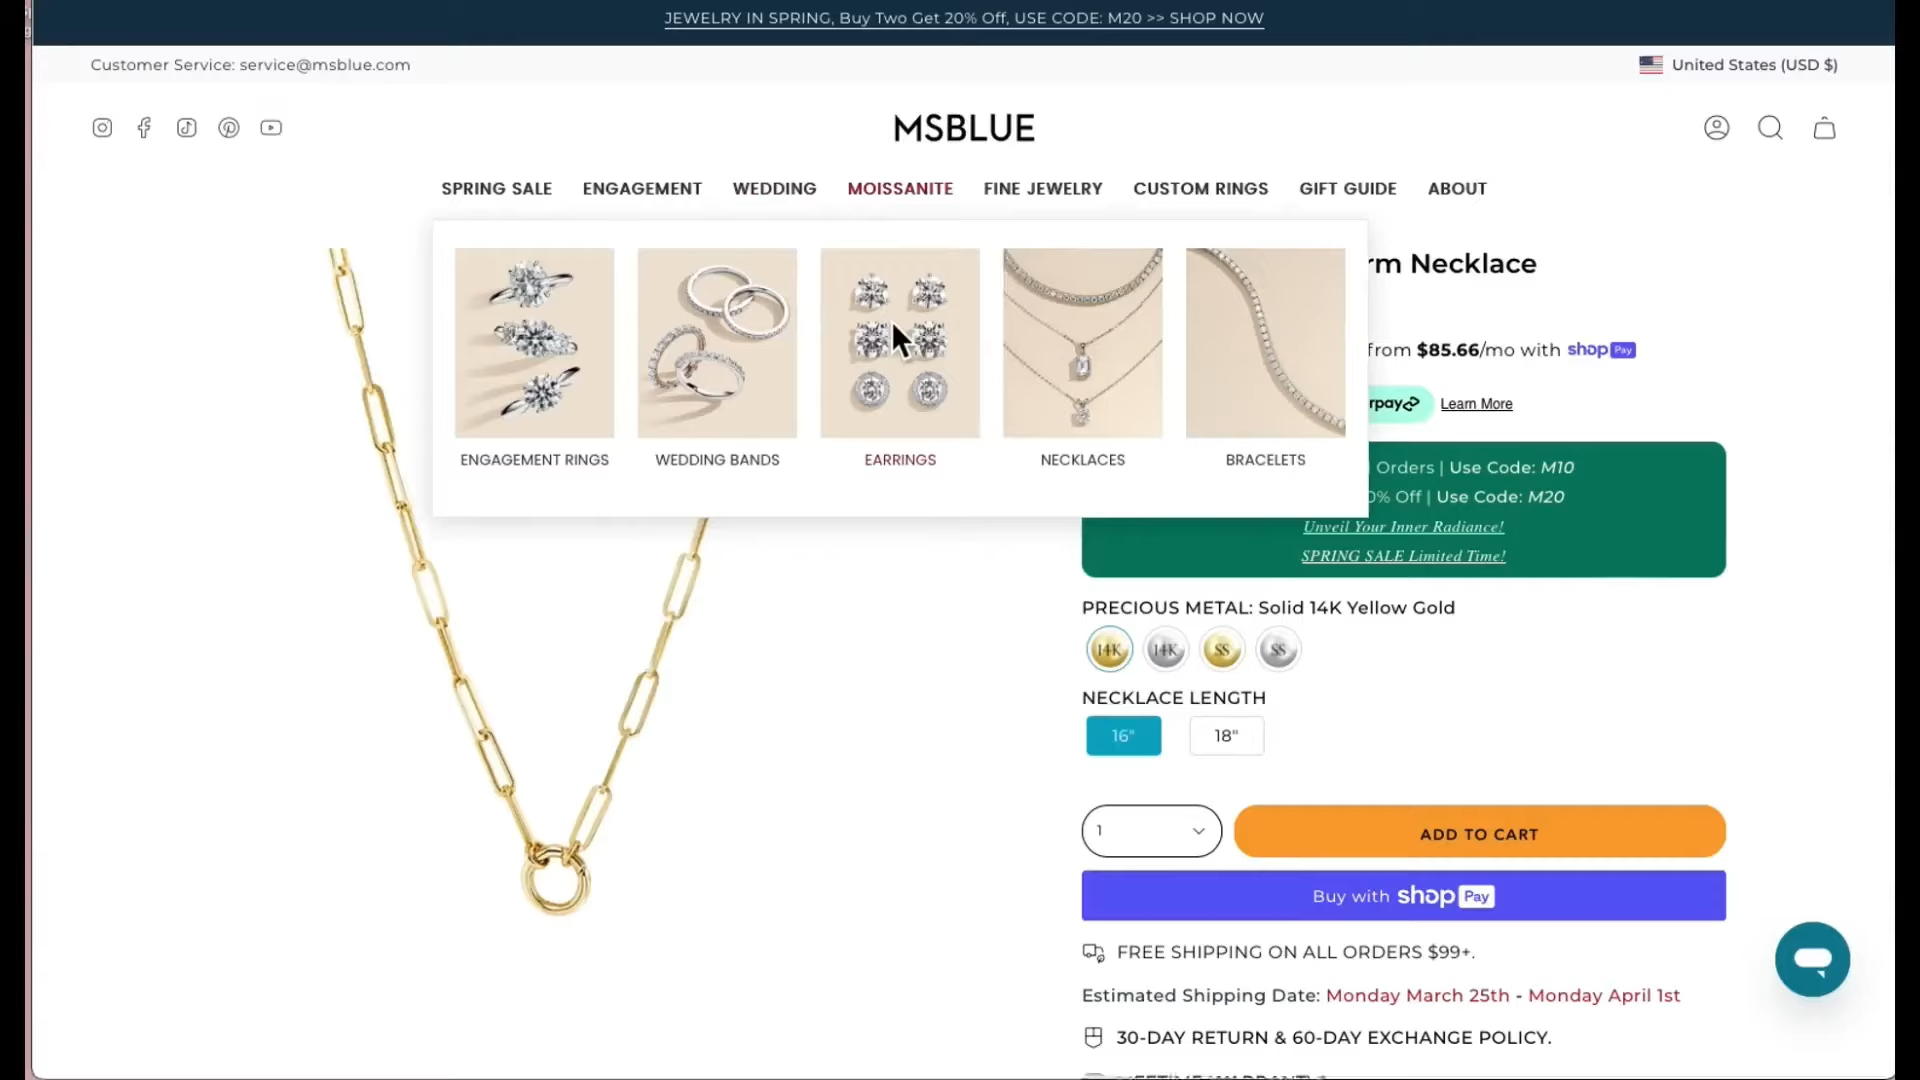 JEWELRY IN SPRING, Buy Two Get 20% Off, USE CODE: M20 >> SHOP NOW
Customer Service: service@msblue.com
United States (USD $)
MSBLUE
SPRING SALE ENGAGEMENT WEDDING MOISSANITE FINE JEWELRY CUSTOM RINGS GIFT GUIDE ABOUT
ENGAGEMENT RINGS WEDDING BANDS EARRINGS NECKLACES BRACELETS
Necklace
from $85.66/mo with shop Pay
Learn More
Orders | Use Code: M10
Off | Use Code: M20
Unveil Your Inner Radiance!
SPRING SALE Limited Time!
PRECIOUS METAL: Solid 14K Yellow Gold
14K 14K SS SS
NECKLACE LENGTH
16" 18"
1
ADD TO CART
Buy with shop Pay
FREE SHIPPING ON ALL ORDERS $99+.
Estimated Shipping Date: Monday March 25th - Monday April 1st
30-DAY RETURN & 60-DAY EXCHANGE POLICY.